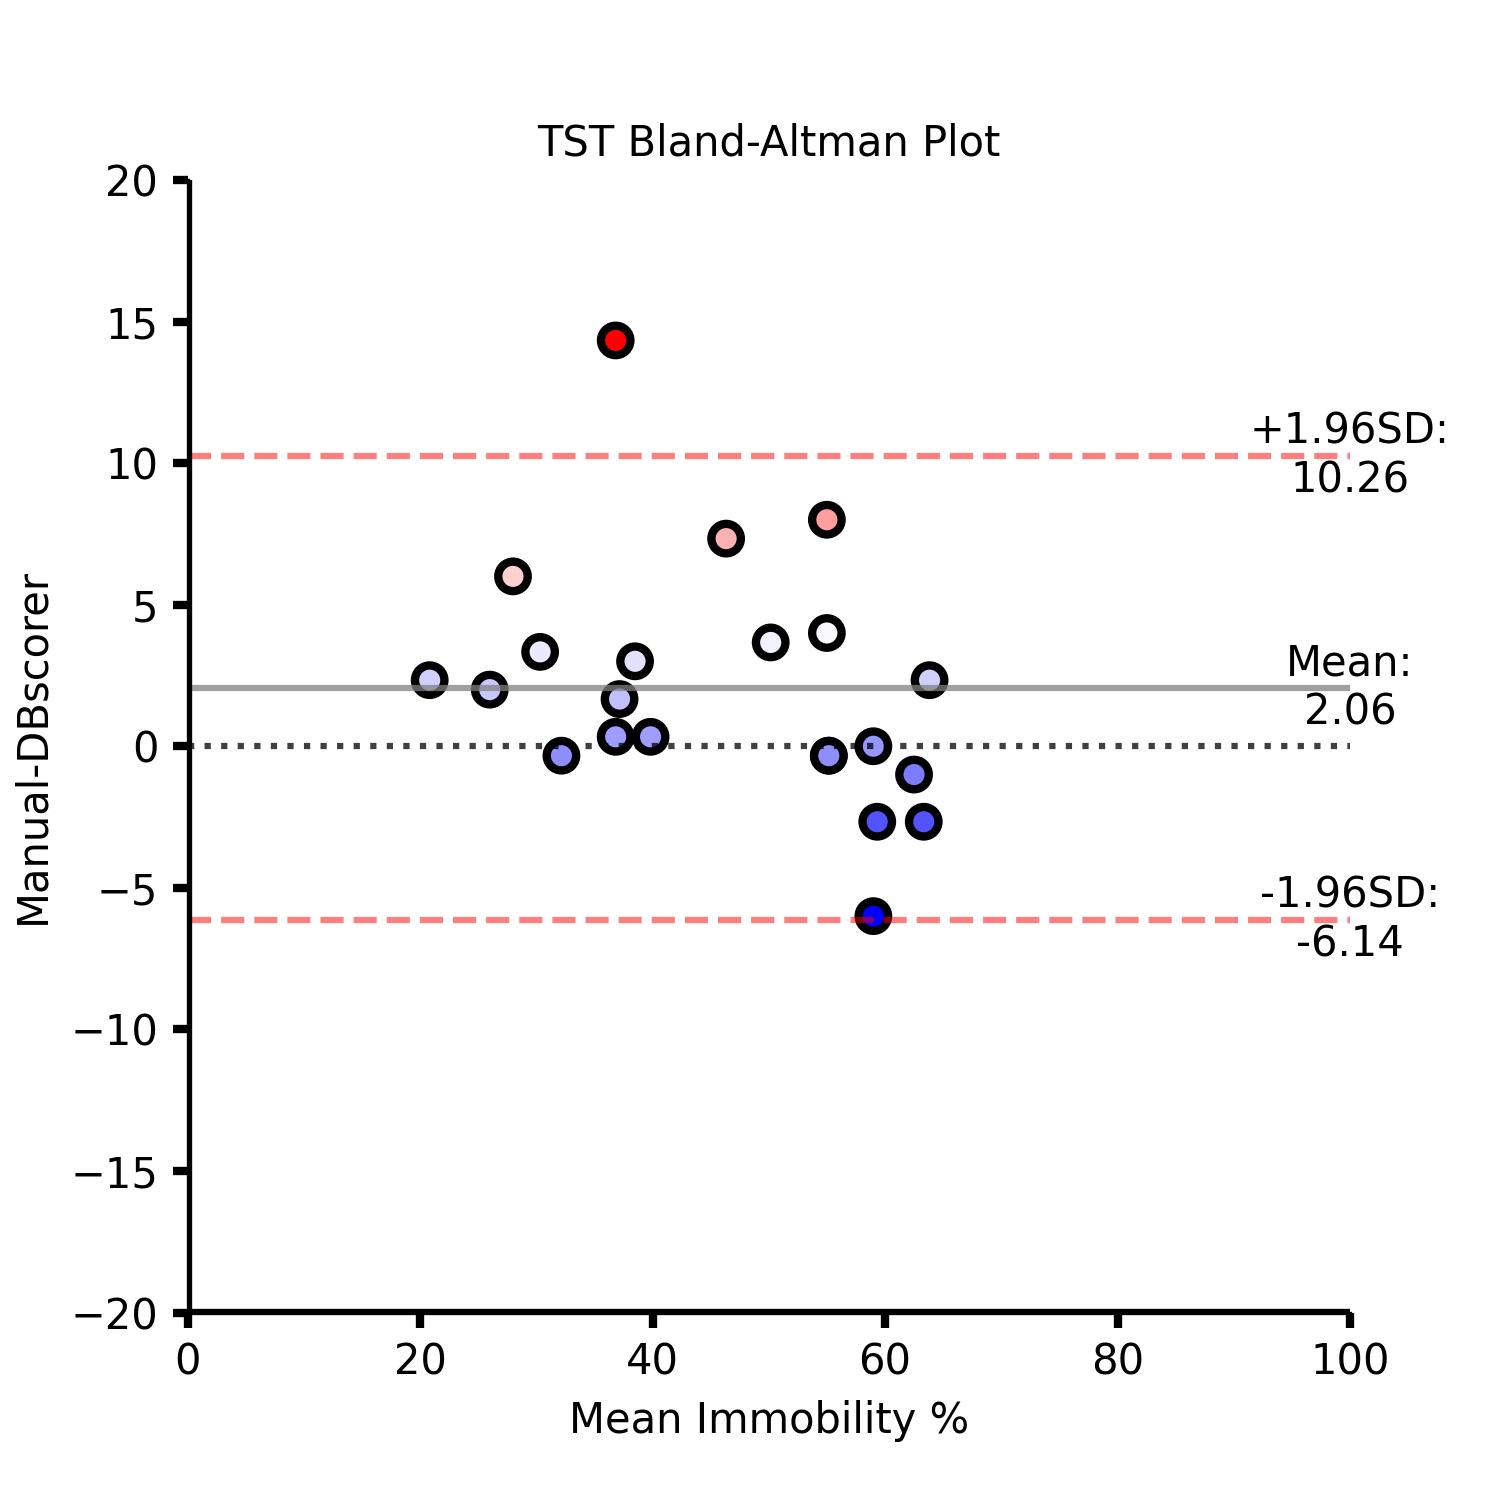 TST Bland-Altman Plot
20
15
10
5
0
−5
−10
−15
−20
Manual-DBscorer
+1.96SD:
10.26
Mean:
2.06
-1.96SD:
-6.14
0 20 40 60 80 100
Mean Immobility %